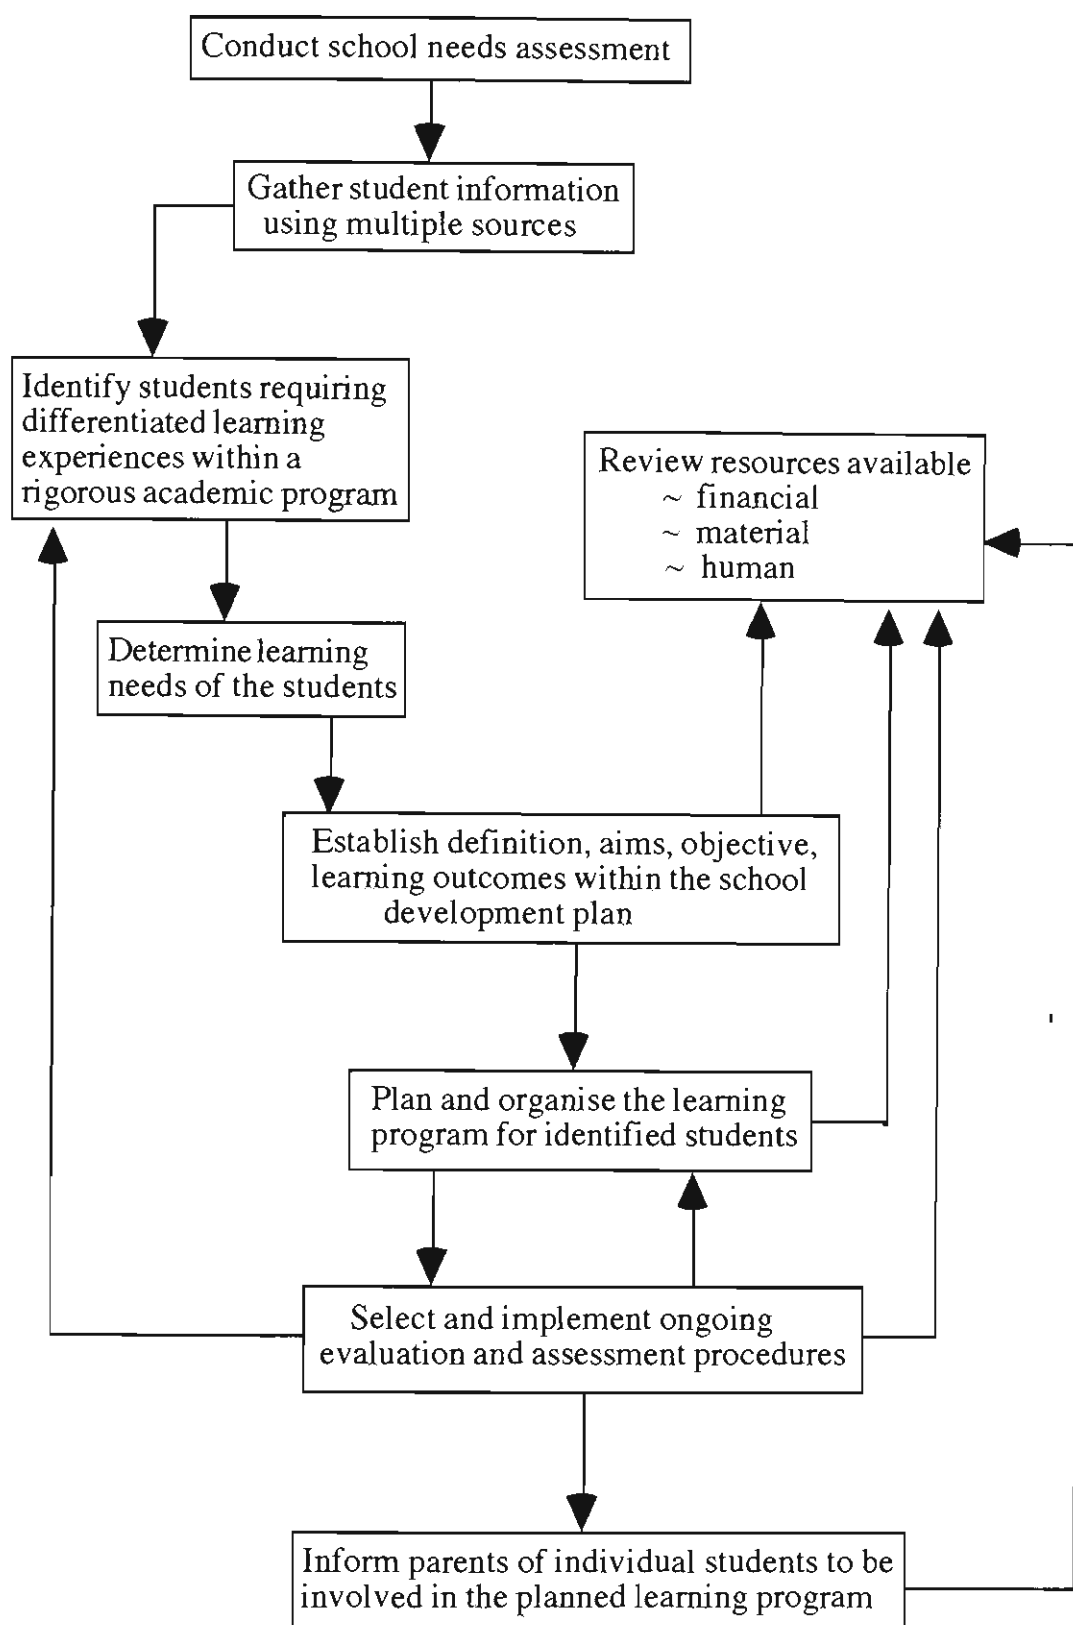 Conduct school needs assessment
Gather student information
using multiple sources
Identify students requiring
differentiated learning
experiences within a
rigorous academic program
Review resources available
~ financial
~ material
~ human
Determine learning
needs of the students
Establish definition, aims, objective,
learning outcomes within the school
development plan
Plan and organise the learning
program for identified students
Select and implement ongoing
evaluation and assessment procedures
Inform parents of individual students to be
involved in the planned learning program